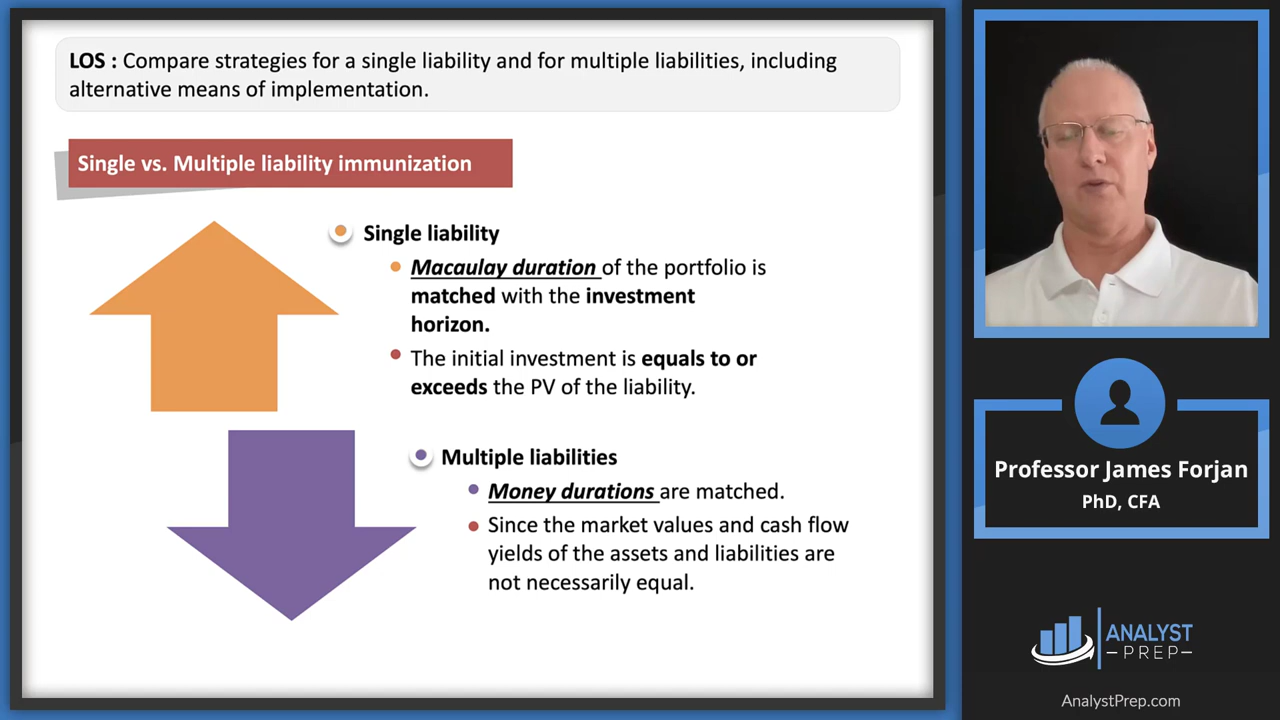 LOS : Compare strategies for a single liability and for multiple liabilities, including
alternative means of implementation.
Single vs. Multiple liability immunization
Single liability
Macaulay duration of the portfolio is
matched with the investment
horizon.
The initial investment is equals to or
exceeds the PV of the liability.
Multiple liabilities
Money durations are matched.
Since the market values and cash flow
yields of the assets and liabilities are
not necessarily equal.
Professor James Forjan
PhD, CFA
ANALYST
PREP
AnalystPrep.com